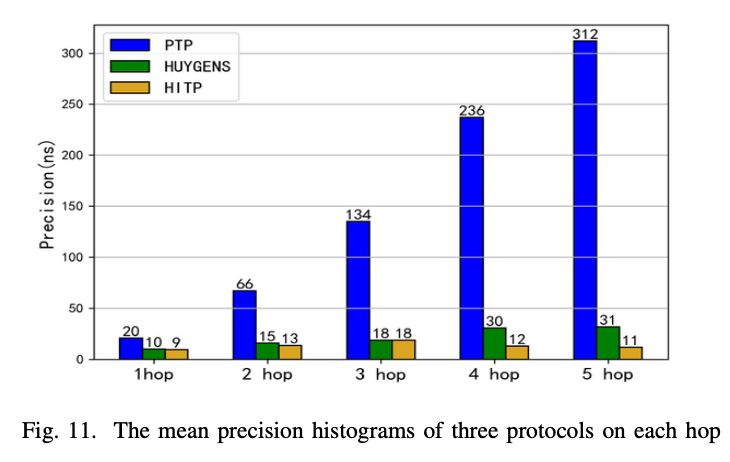 PTP
HUYGENS
HITP
Precision(ns)
300
250
200
150
100
50
0
20 10 9
66 15 13
134 18 18
236 30 12
312 31 11
1hop 2 hop 3 hop 4 hop 5 hop
Fig. 11. The mean precision histograms of three protocols on each hop